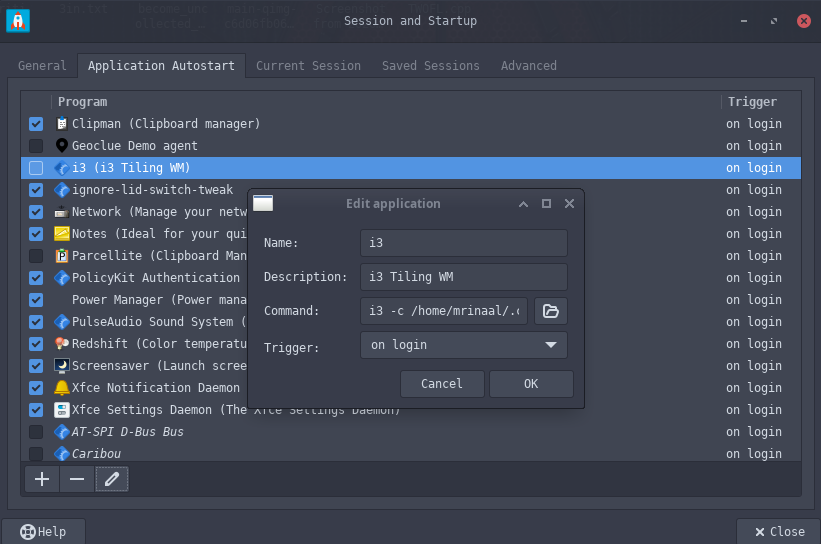 Session and Startup
General Application Autostart Current Session Saved Sessions Advanced
Program Trigger
Clipman (Clipboard manager) on login
Geoclue Demo agent on login
i3 (i3 Tiling WM) on login
ignore-lid-switch-tweak on login
Network (Manage your netw on login
Notes (Ideal for your qui on login
Parcellite (Clipboard Man on login
PolicyKit Authentication on login
Power Manager (Power mana on login
PulseAudio Sound System ( on login
Redshift (Color temperatu on login
Screensaver (Launch scree on login
Xfce Notification Daemon on login
Xfce Settings Daemon (The Xfce Settings Daemon) on login
AT-SPI D-Bus Bus on login
Caribou on login
Edit application
Name: i3
Description: i3 Tiling WM
Command: i3 -c /home/mrinaal/.c
Trigger: on login
Cancel OK
Help Close